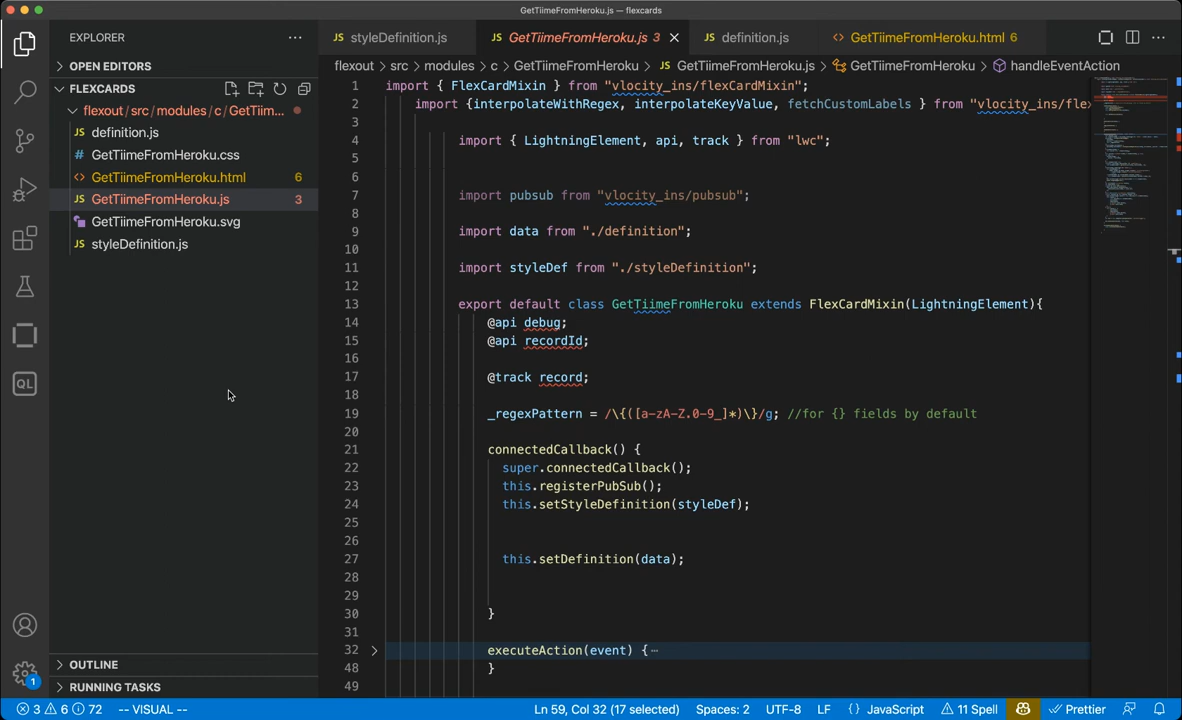 GetTiimeFromHeroku.js — flexcards
EXPLORER
OPEN EDITORS
FLEXCARDS
flexout / src / modules / c / GetTiim...
definition.js
GetTiimeFromHeroku.css
GetTiimeFromHeroku.html 6
GetTiimeFromHeroku.js 3
GetTiimeFromHeroku.svg
styleDefinition.js
OUTLINE
RUNNING TASKS
JS styleDefinition.js
JS GetTiimeFromHeroku.js 3
JS definition.js
GetTiimeFromHeroku.html 6
flexout > src > modules > c > GetTiimeFromHeroku > JS GetTiimeFromHeroku.js > GetTiimeFromHeroku > handleEventAction
1 import { FlexCardMixin } from "vlocity_ins/flexCardMixin";
2 import {interpolateWithRegex, interpolateKeyValue, fetchCustomLabels } from "vlocity_ins/fle
3
4 import { LightningElement, api, track } from "lwc";
5
6
7 import pubsub from "vlocity_ins/pubsub";
8
9 import data from "./definition";
10
11 import styleDef from "./styleDefinition";
12
13 export default class GetTiimeFromHeroku extends FlexCardMixin(LightningElement){
14 @api debug;
15 @api recordId;
16
17 @track record;
18
19 _regexPattern = /\{([a-zA-Z.0-9_]*)\}/g; //for {} fields by default
20
21 connectedCallback() {
22 super.connectedCallback();
23 this.registerPubSub();
24 this.setStyleDefinition(styleDef);
25
26
27 this.setDefinition(data);
28
29
30 }
31
32 executeAction(event) {⋯
48 }
49
QL
1
3 6 72 -- VISUAL -- Ln 59, Col 32 (17 selected) Spaces: 2 UTF-8 LF {} JavaScript 11 Spell Prettier